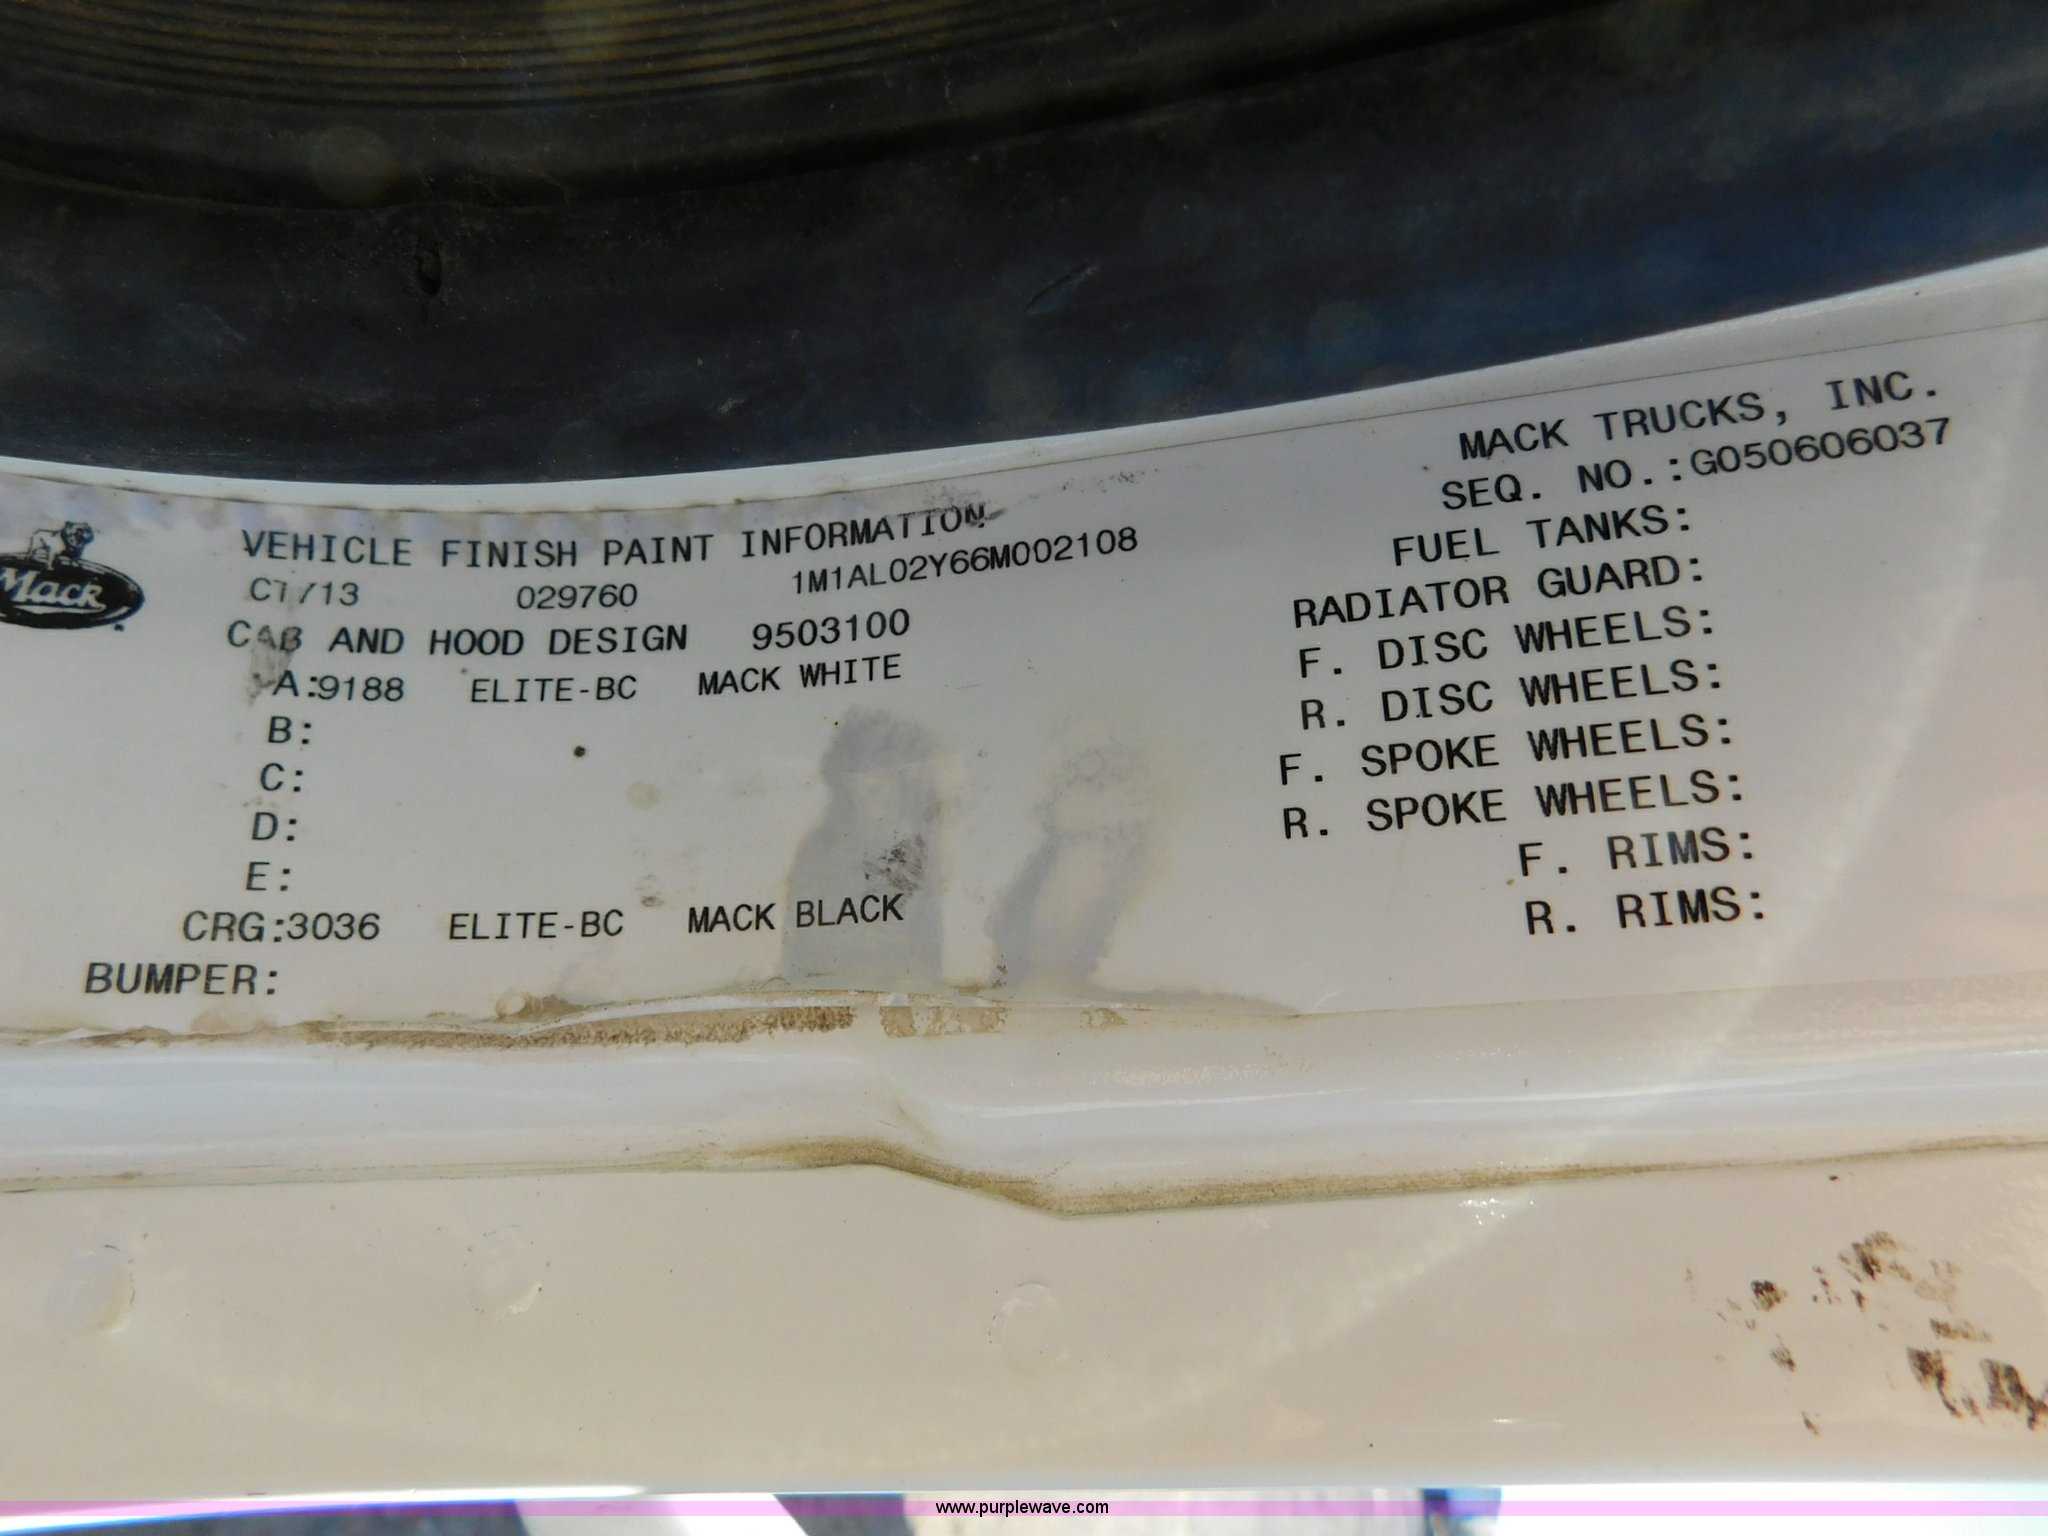 Mack
VEHICLE FINISH PAINT INFORMATION
/13 029760 1M1AL02Y66M002108
CAB AND HOOD DESIGN 9503100
A:9188 ELITE-BC MACK WHITE
B:
C:
D:
E:
CRG:3036 ELITE-BC MACK BLACK
BUMPER:
MACK TRUCKS, INC.
SEQ. NO.:G050606037
FUEL TANKS:
RADIATOR GUARD:
F. DISC WHEELS:
R. DISC WHEELS:
F. SPOKE WHEELS:
R. SPOKE WHEELS:
F. RIMS:
R. RIMS:
www.purplewave.com